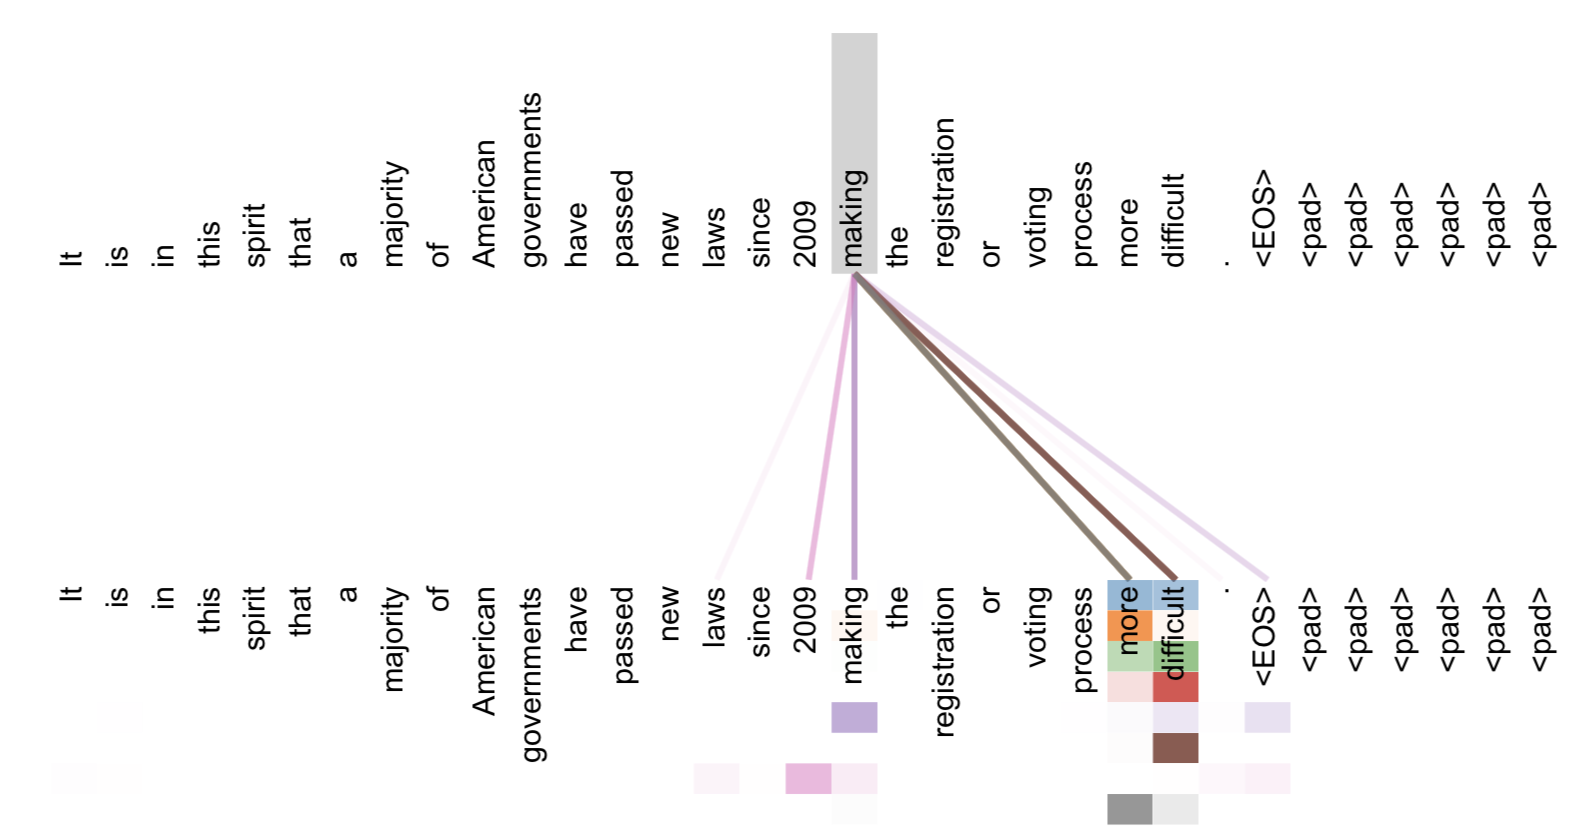 It is in this spirit that a majority of American governments have passed new laws since 2009 making the registration or voting process more difficult . <EOS> <pad> <pad> <pad> <pad> <pad> <pad>
It is in this spirit that a majority of American governments have passed new laws since 2009 making the registration or voting process more difficult . <EOS> <pad> <pad> <pad> <pad> <pad> <pad>